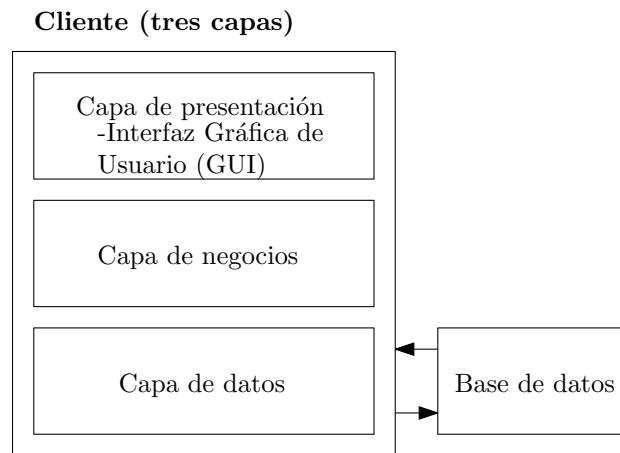 Cliente (tres capas)
Capa de presentación
-Interfaz Gráfica de
Usuario (GUI)
Capa de negocios
Capa de datos
Base de datos